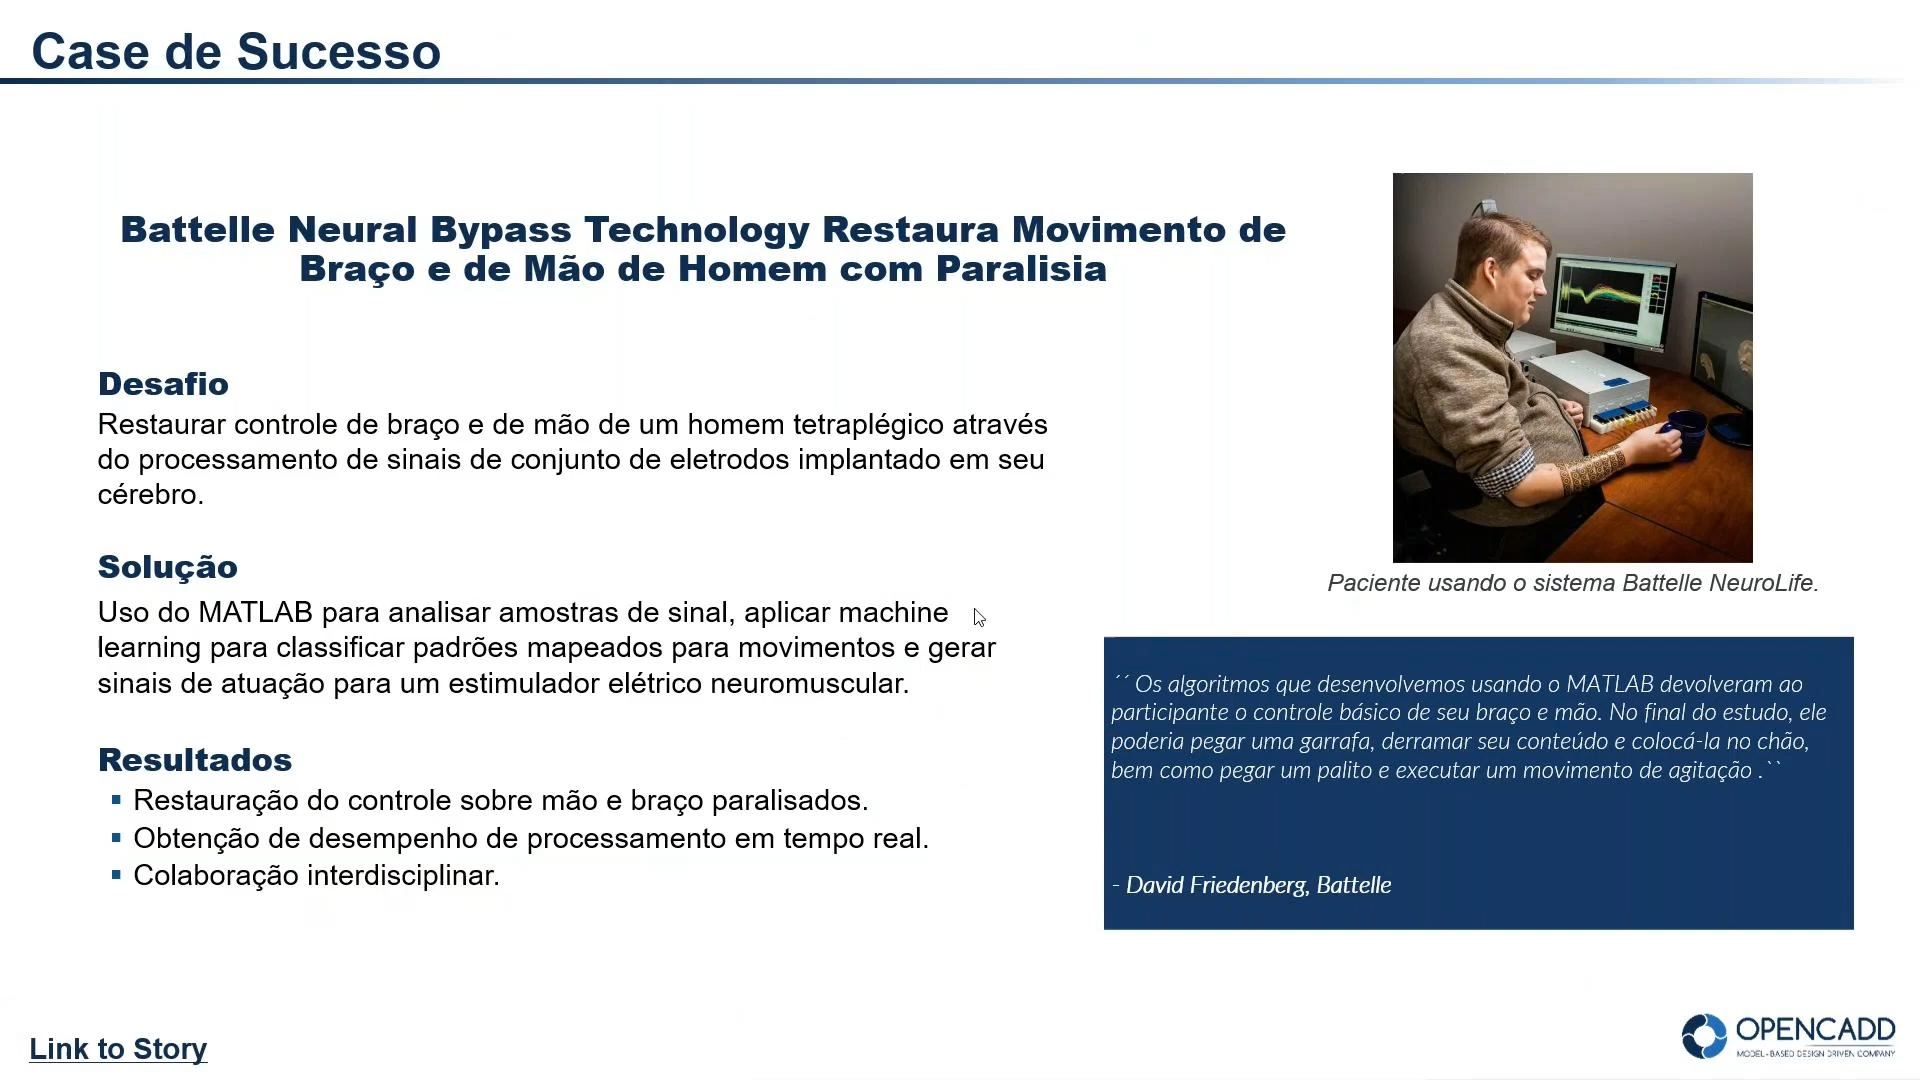 Case de Sucesso
Battelle Neural Bypass Technology Restaura Movimento de
Braço e de Mão de Homem com Paralisia
Desafio
Restaurar controle de braço e de mão de um homem tetraplégico através
do processamento de sinais de conjunto de eletrodos implantado em seu
cérebro.
Solução
Uso do MATLAB para analisar amostras de sinal, aplicar machine
learning para classificar padrões mapeados para movimentos e gerar
sinais de atuação para um estimulador elétrico neuromuscular.
Resultados
▪ Restauração do controle sobre mão e braço paralisados.
▪ Obtenção de desempenho de processamento em tempo real.
▪ Colaboração interdisciplinar.
Paciente usando o sistema Battelle NeuroLife.
´´ Os algoritmos que desenvolvemos usando o MATLAB devolveram ao
participante o controle básico de seu braço e mão. No final do estudo, ele
poderia pegar uma garrafa, derramar seu conteúdo e colocá-la no chão,
bem como pegar um palito e executar um movimento de agitação .``
- David Friedenberg, Battelle
Link to Story
OPENCADD
MODEL-BASED DESIGN DRIVEN COMPANY